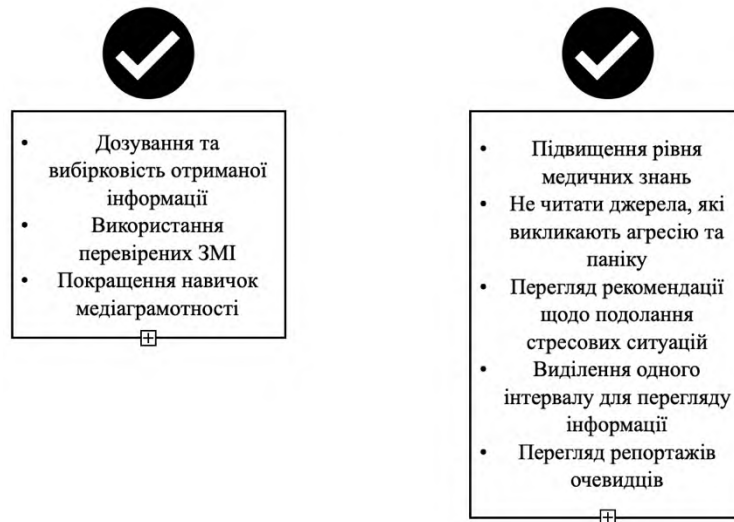 • Дозування та
вибірковість отриманої
інформації
• Використання
перевірених ЗМІ
• Покращення навичок
медіаграмотності
• Підвищення рівня
медичних знань
• Не читати джерела, які
викликають агресію та
паніку
• Перегляд рекомендації
щодо подолання
стресових ситуацій
• Виділення одного
інтервалу для перегляду
інформації
• Перегляд репортажів
очевидців